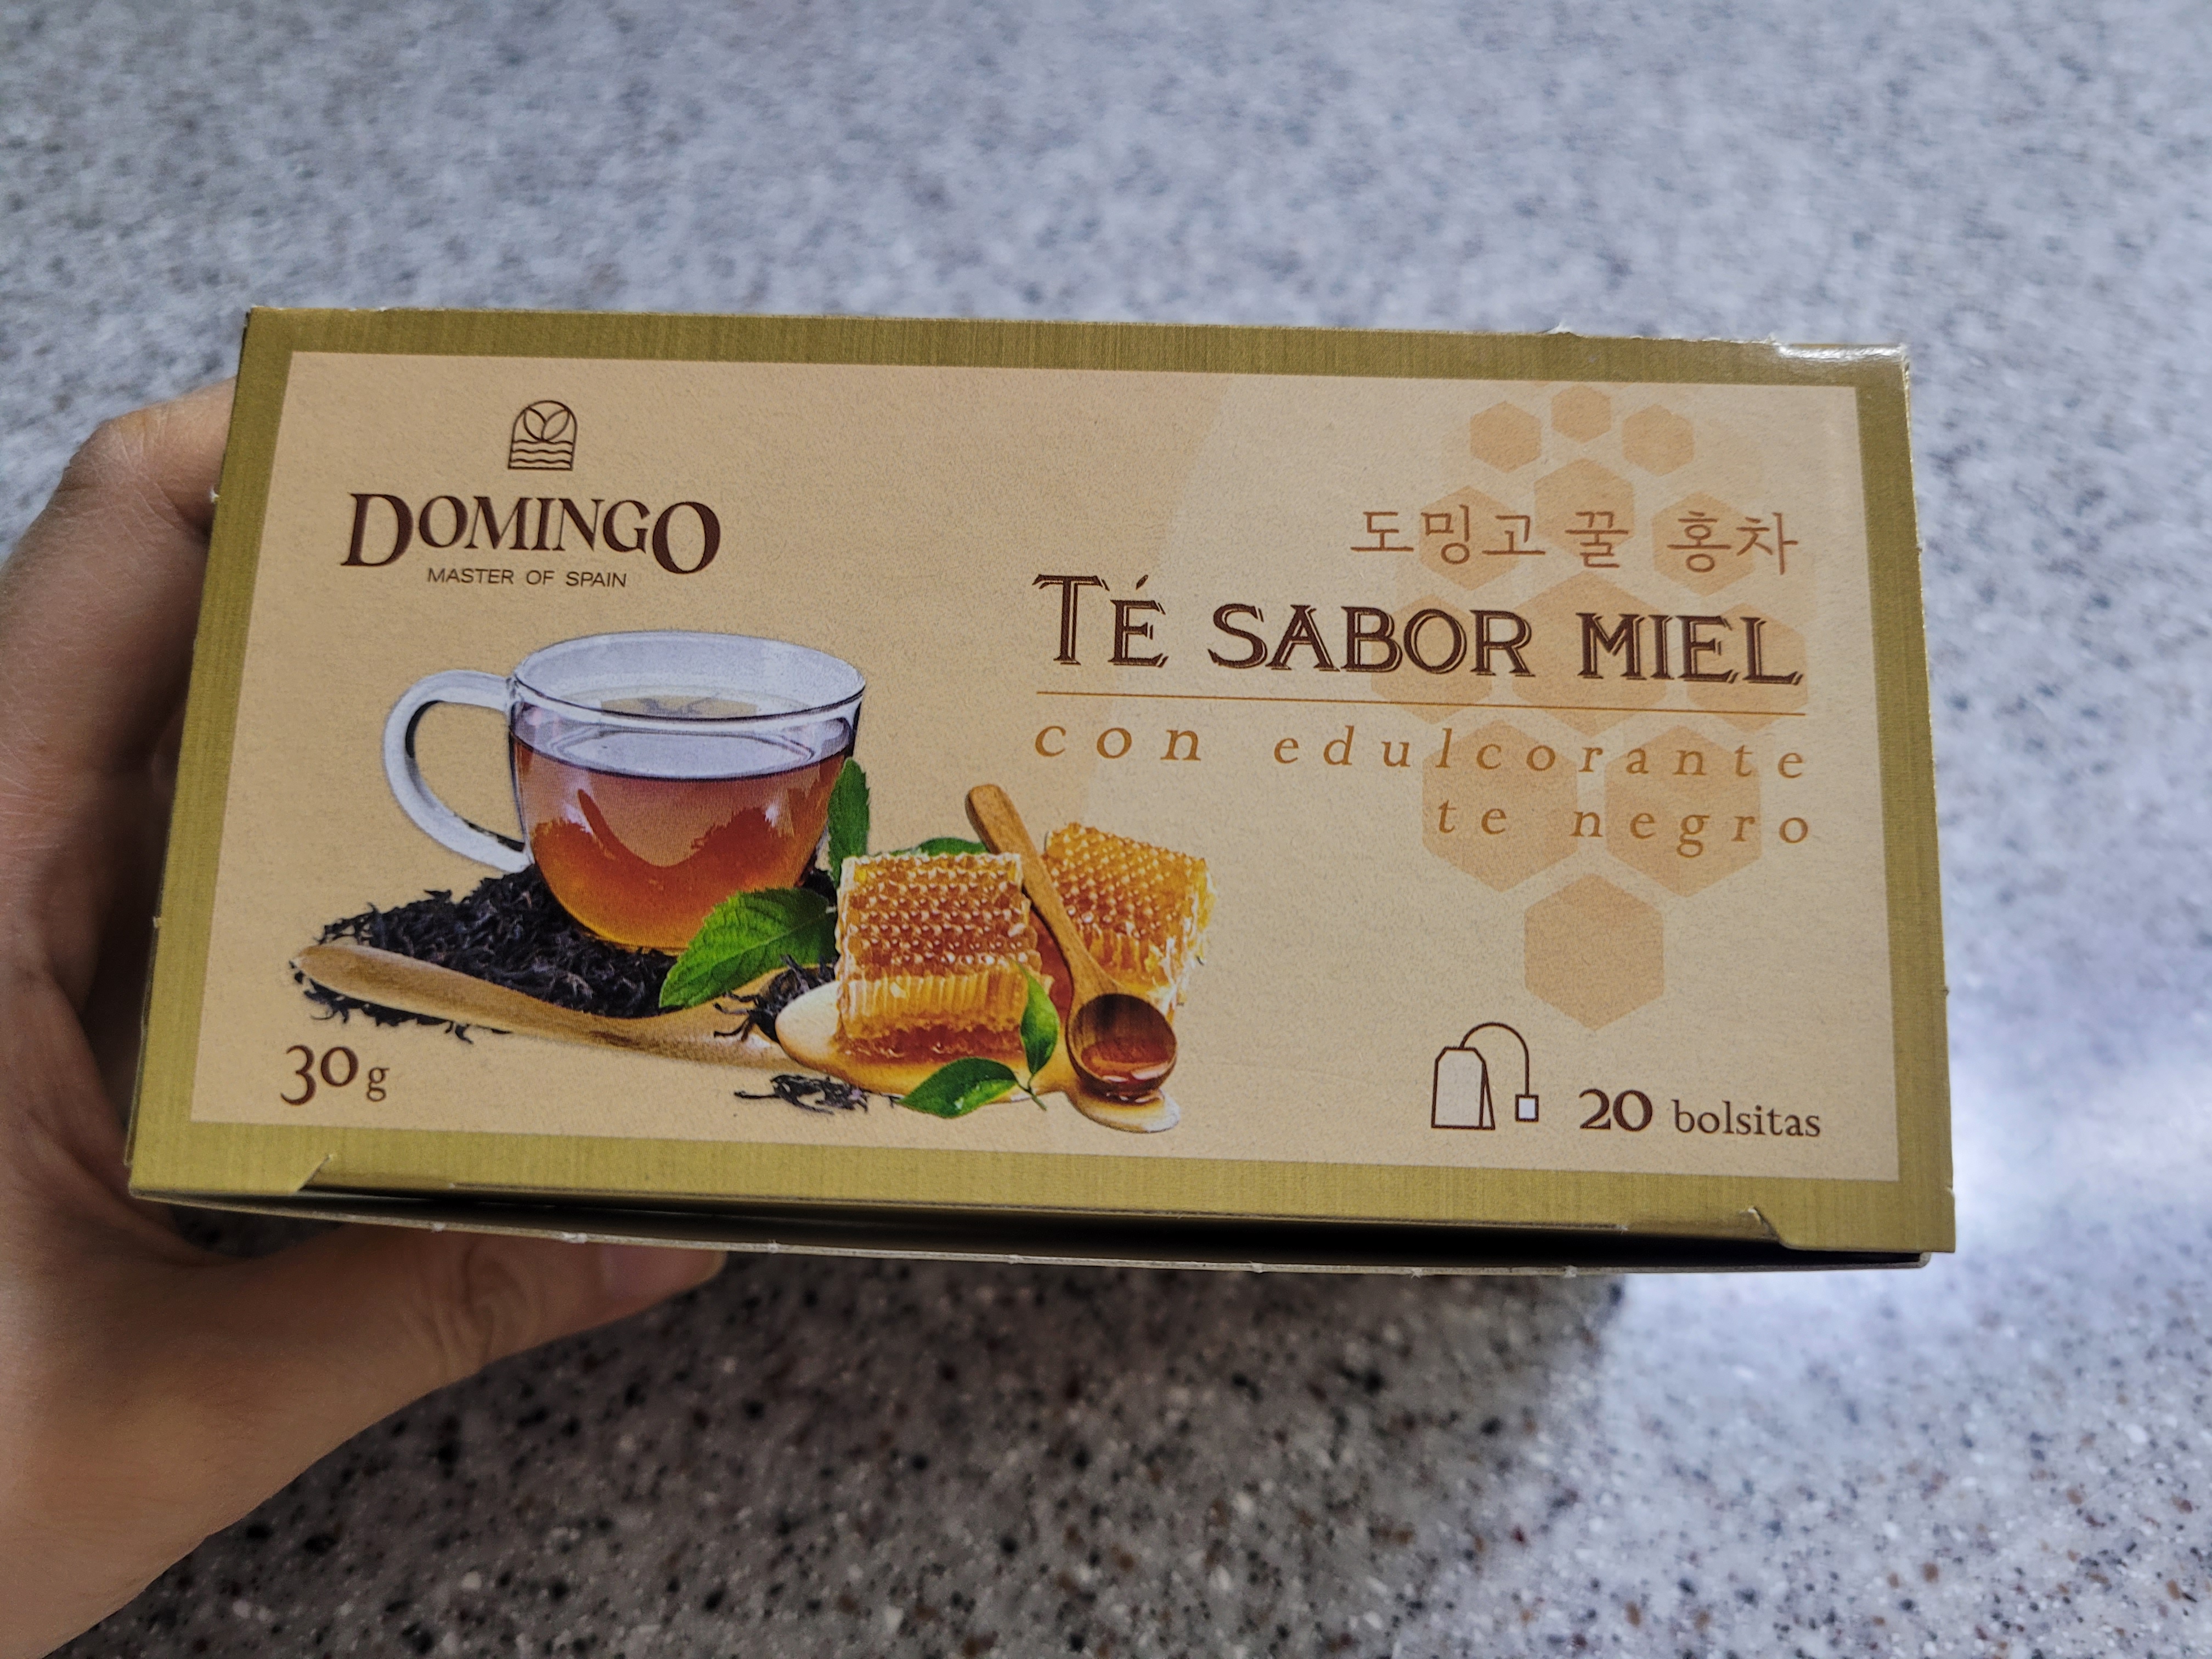 DOMINGO
MASTER OF SPAIN
도밍고 꿀 홍차
TÉ SABOR MIEL
con edulcorante
te negro
30 g
20 bolsitas